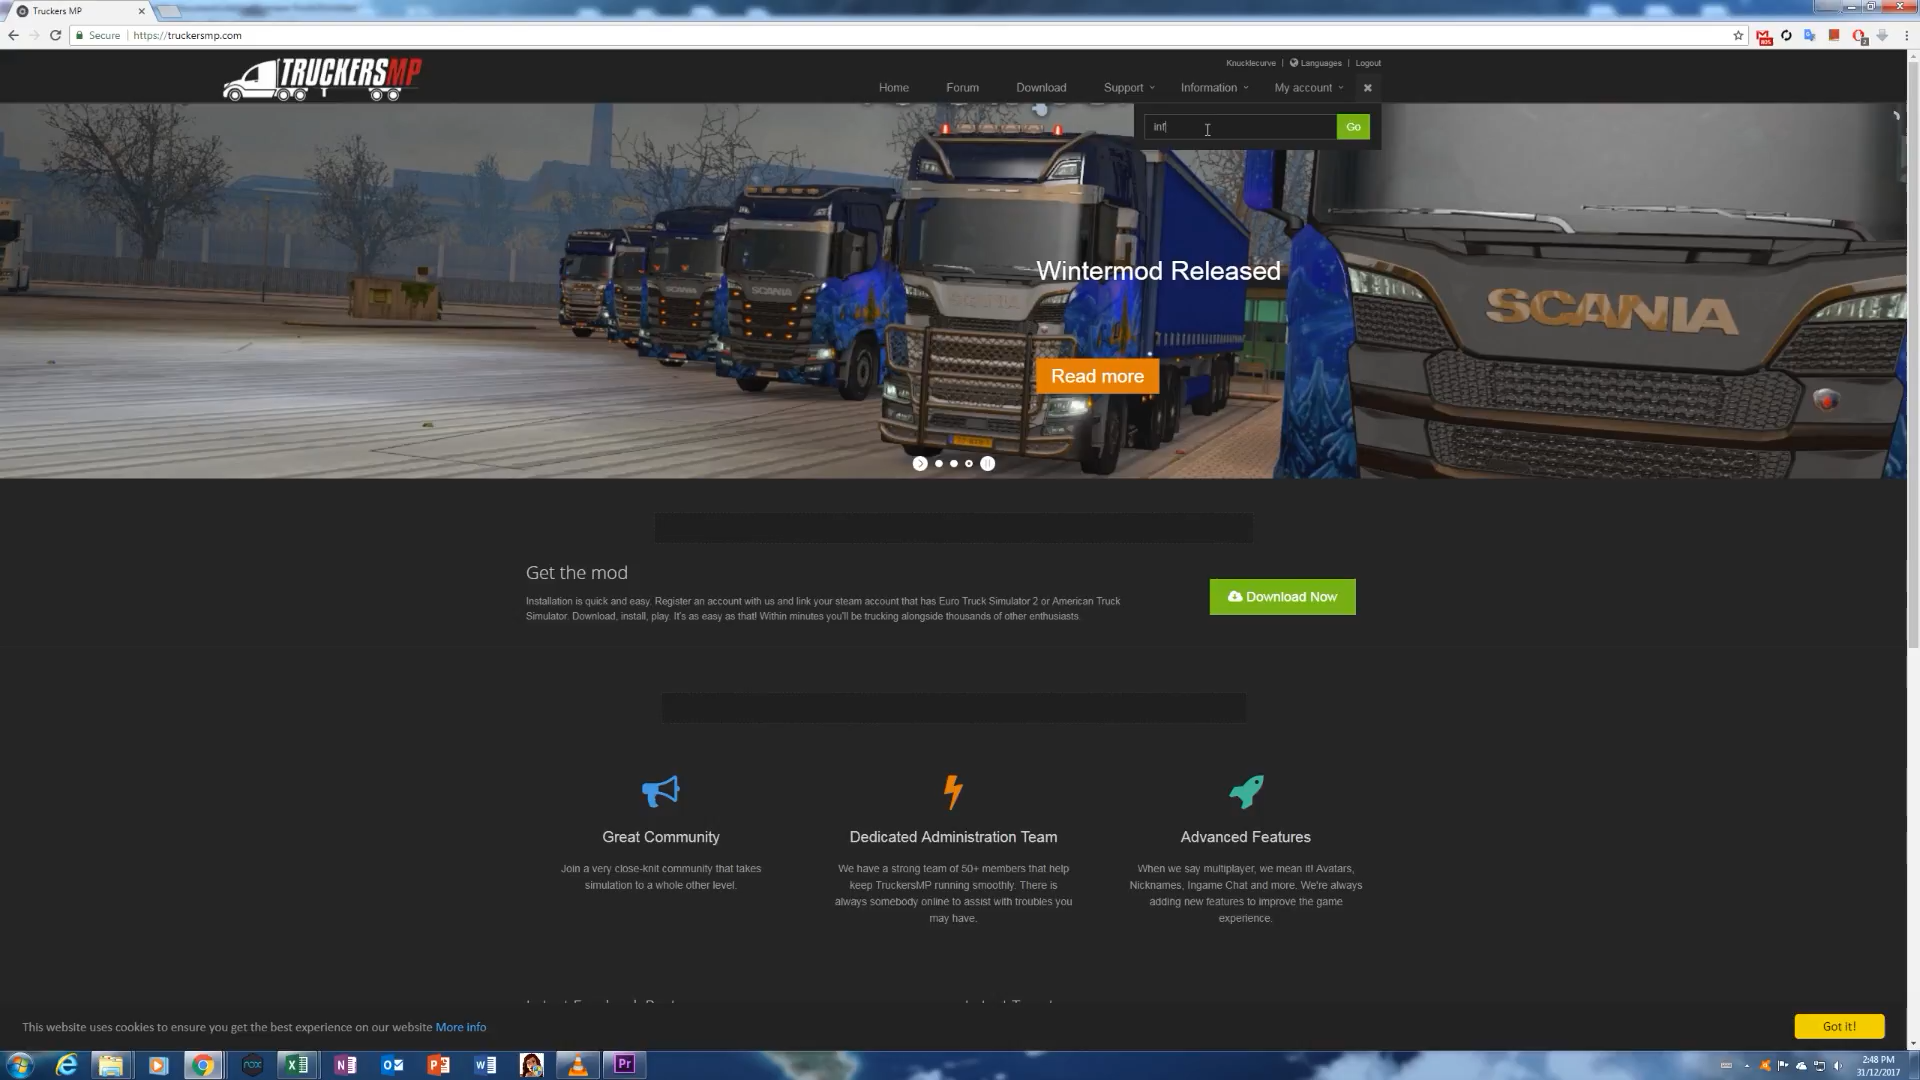 Truckers MP
Secure | https://truckersmp.com
TRUCKERSMP
Knucklecurve | Languages | Logout
Home Forum Download Support Information My account
inf Go
Wintermod Released
SCANIA
SCANIA
SCANIA
Read more
Get the mod
Installation is quick and easy. Register an account with us and link your steam account that has Euro Truck Simulator 2 or American Truck
Simulator. Download, install, play. It's as easy as that! Within minutes you'll be trucking alongside thousands of other enthusiasts.
Download Now
Great Community
Join a very close-knit community that takes
simulation to a whole other level.
Dedicated Administration Team
We have a strong team of 50+ members that help
keep TruckersMP running smoothly. There is
always somebody online to assist with troubles you
may have.
Advanced Features
When we say multiplayer, we mean it! Avatars,
Nicknames, Ingame Chat and more. We're always
adding new features to improve the game
experience.
This website uses cookies to ensure you get the best experience on our website More info
Got it!
nox
Pr
2:48 PM
31/12/2017